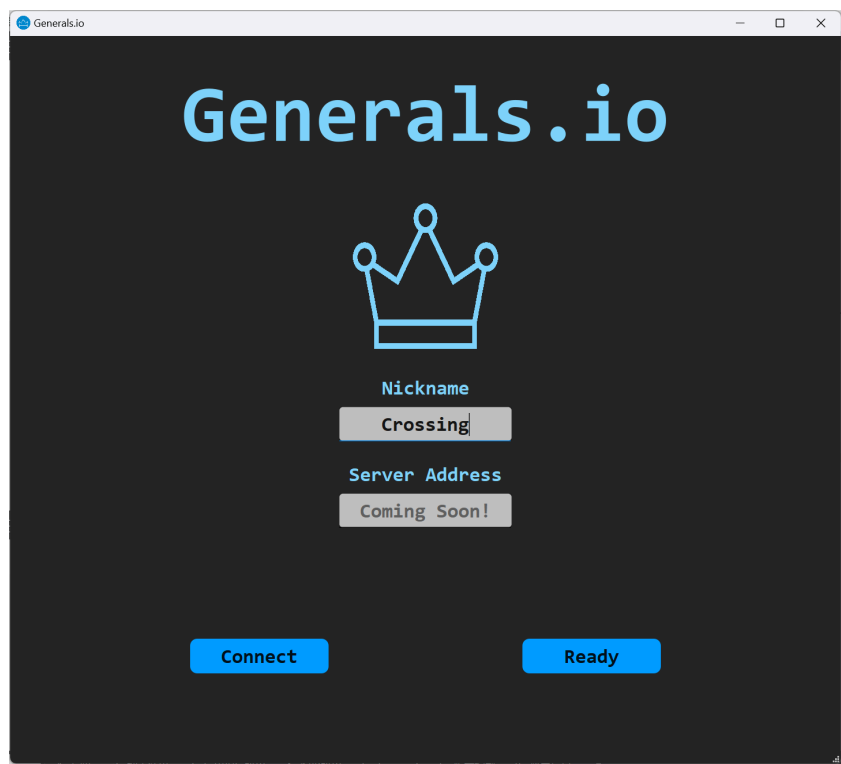 Generals.io
Generals.io
Nickname
Crossing
Server Address
Coming Soon!
Connect
Ready